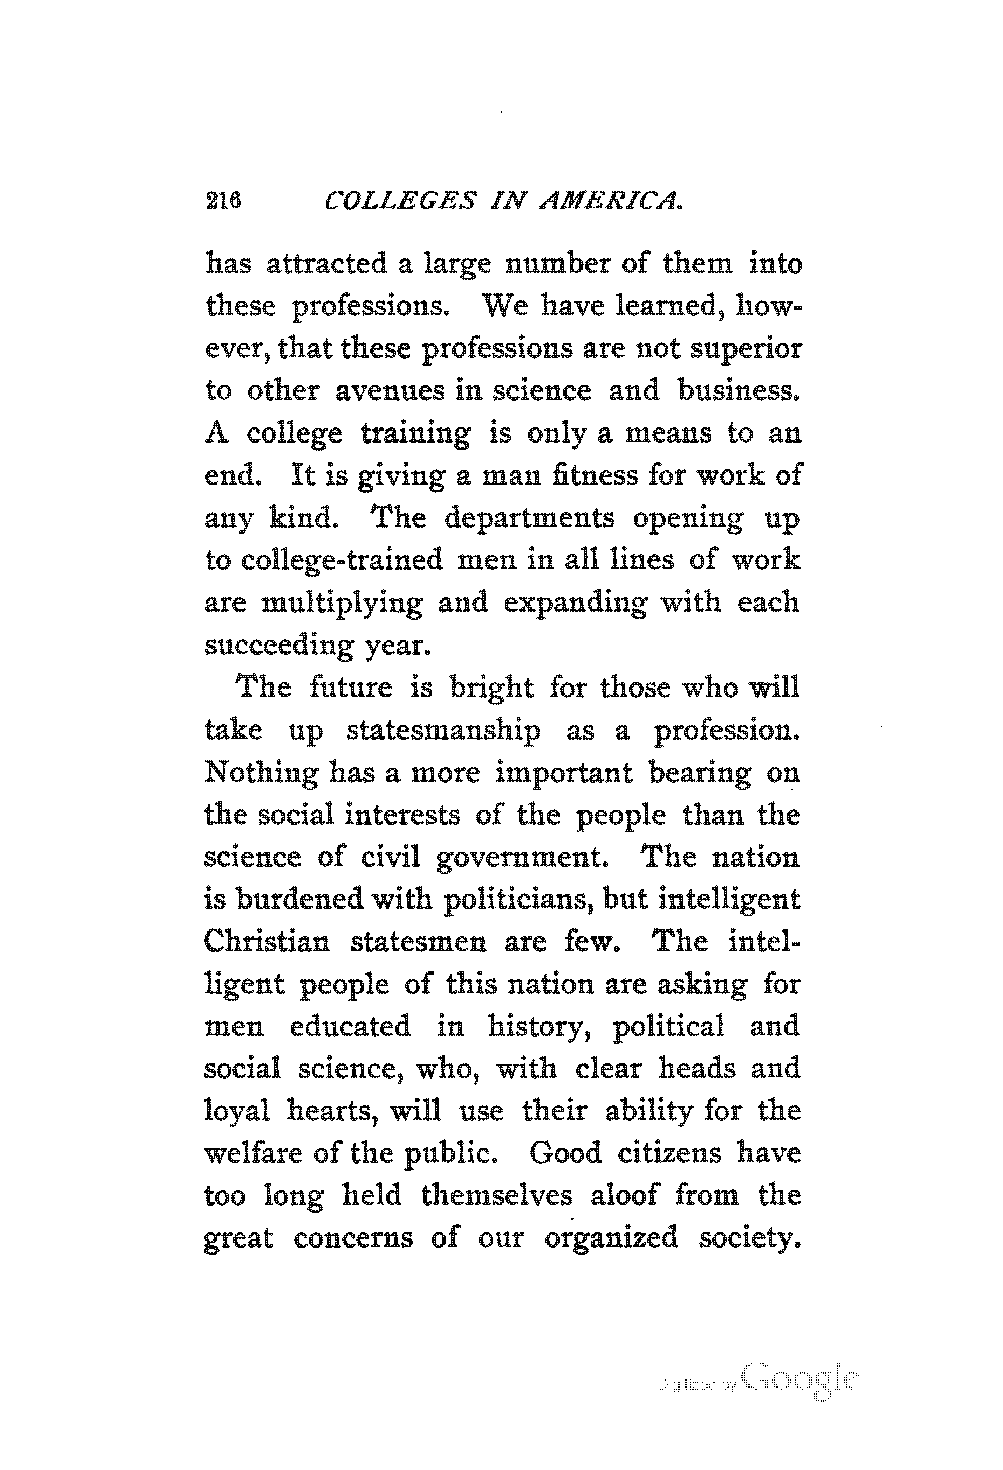 216 COLLEGES IN AMERICA.
has attracted a large number of them into
these professions. We have learned, how-
ever, that these professions are not superior
to other avenues in science and business.
A college training is only a means to an
end. It is giving a man fitness for work of
any kind. The departments opening up
to college-trained men in all lines of work
are multiplying and expanding with each
succeeding year.
The future is bright for those who will
take up statesmanship as a profession.
Nothing has a more important bearing on
the social interests of the people than the
science of civil government. The nation
is burdened with politicians, but intelligent
Christian statesmen are few. The intel-
ligent people of this nation are asking for
men educated in history, political and
social science, who, with clear heads and
loyal hearts, will use their ability for the
welfare of the public. Good citizens have
too long held themselves aloof from the
great concerns of our organized society.
Digitized by Google